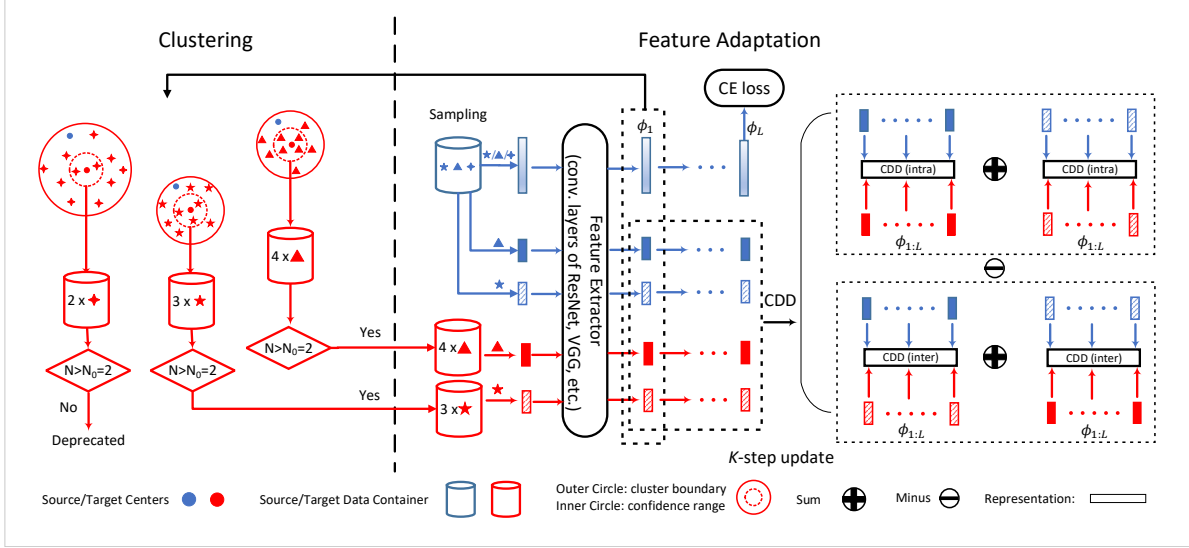 Clustering
Feature Adaptation
CE loss
Sampling
ϕ1
ϕL
CDD (intra)
CDD (intra)
ϕ1:L
ϕ1:L
4 x
2 x
3 x
Feature Extractor
(conv. layers of ResNet, VGG, etc.)
CDD
N>N0=2
N>N0=2
N>N0=2
Yes
Yes
No
Deprecated
4 x
3 x
CDD (inter)
CDD (inter)
ϕ1:L
ϕ1:L
K-step update
Source/Target Centers
Source/Target Data Container
Outer Circle: cluster boundary
Inner Circle: confidence range
Sum
Minus
Representation: